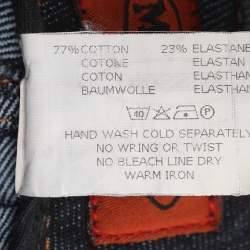 M
77% COTTON 23% ELASTANE
COTONE ELASTAN
COTON ELASTHAN
BAUMWOLLE ELASTHAN
40 P
HAND WASH COLD SEPARATELY
NO WRING OR TWIST
NO BLEACH LINE DRY
WARM IRON